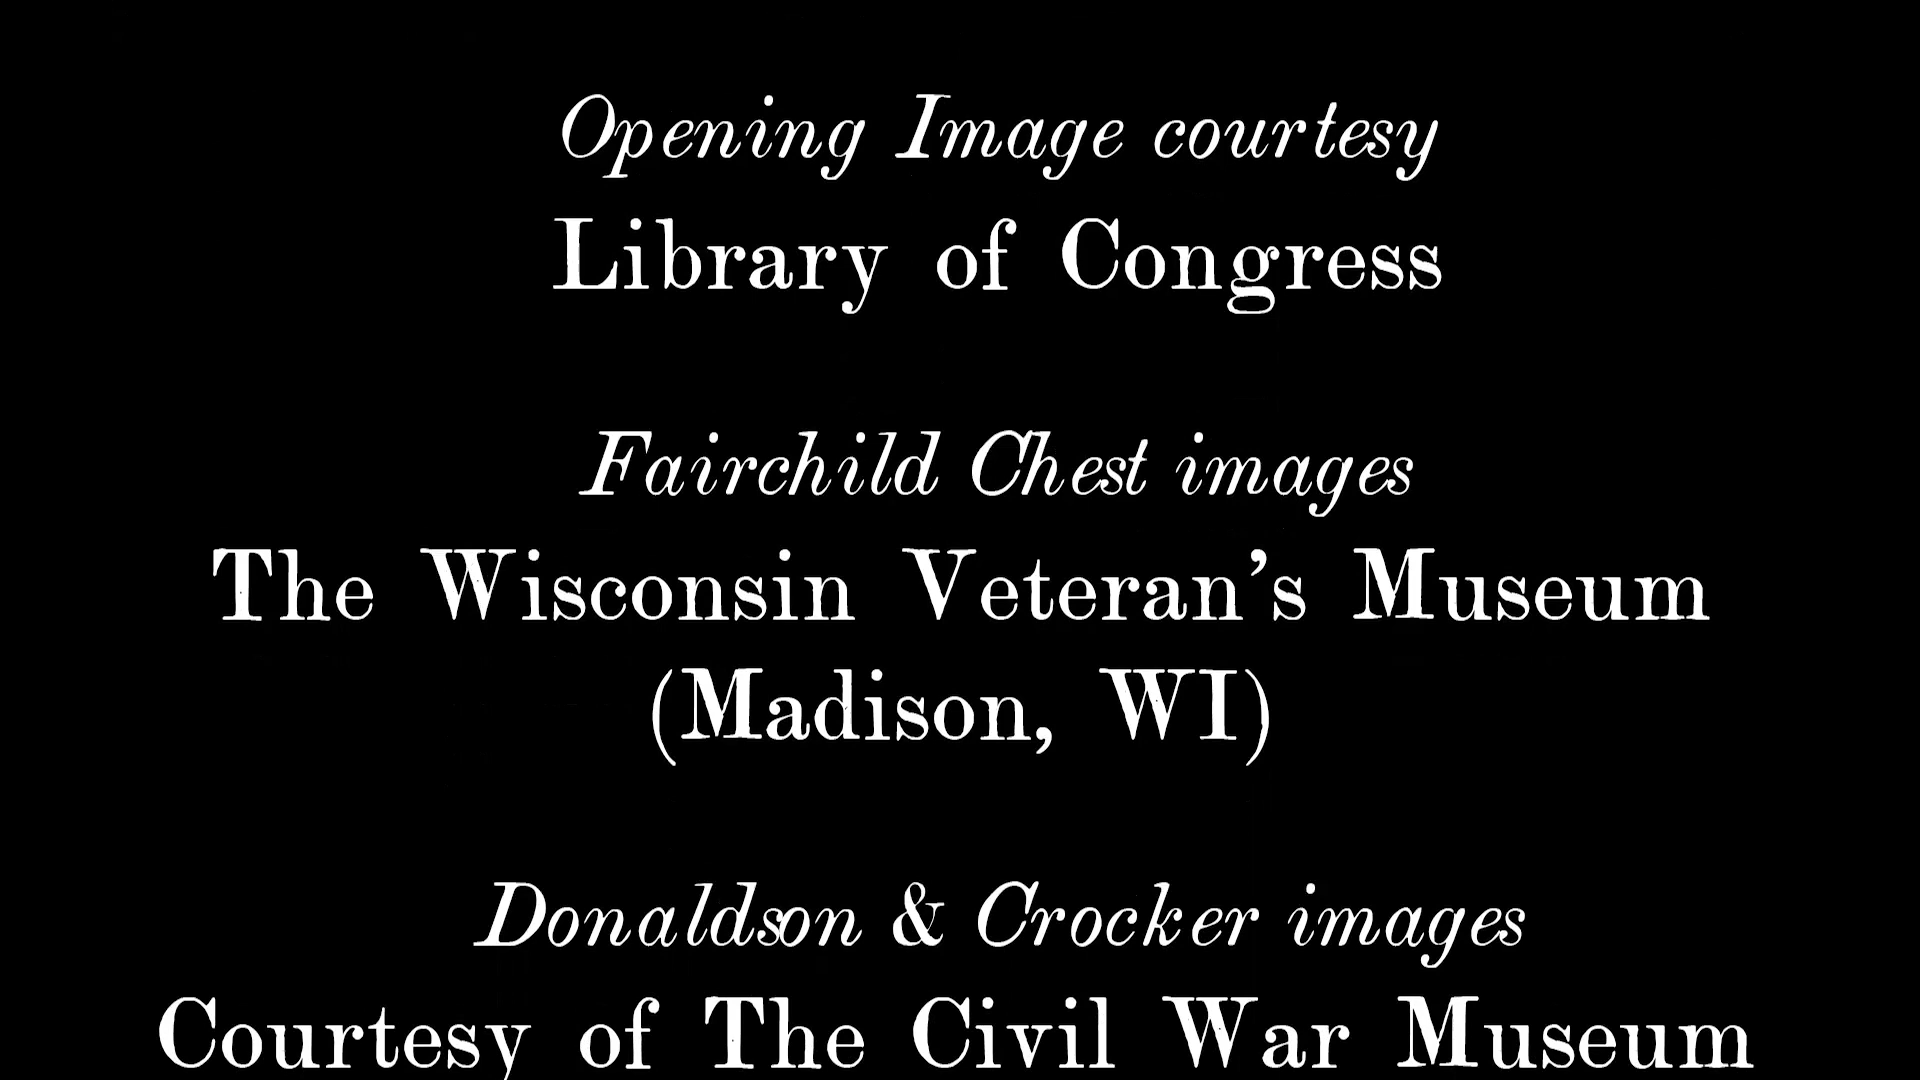 Opening Image courtesy
Library of Congress
Fairchild Chest images
The Wisconsin Veteran's Museum
(Madison, WI)
Donaldson & Crocker images
Courtesy of The Civil War Museum